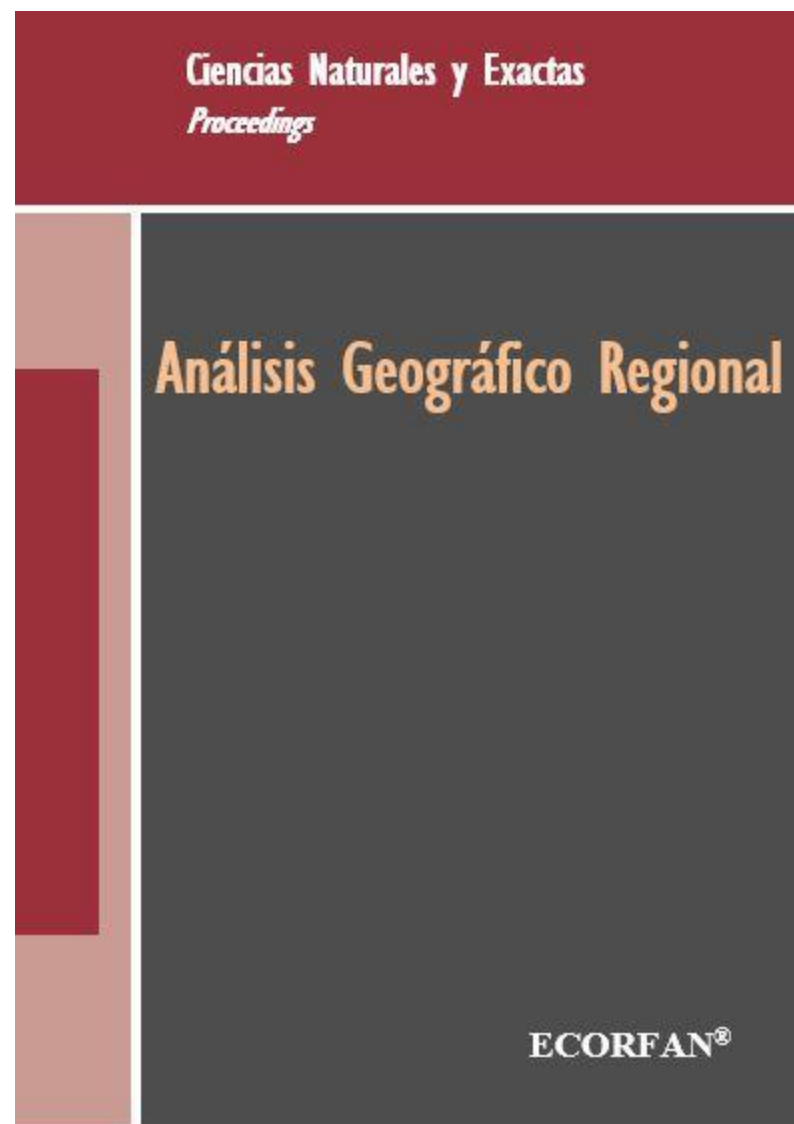 Ciencias Naturales y Exactas
Proceedings
Análisis Geográfico Regional
ECORFAN®